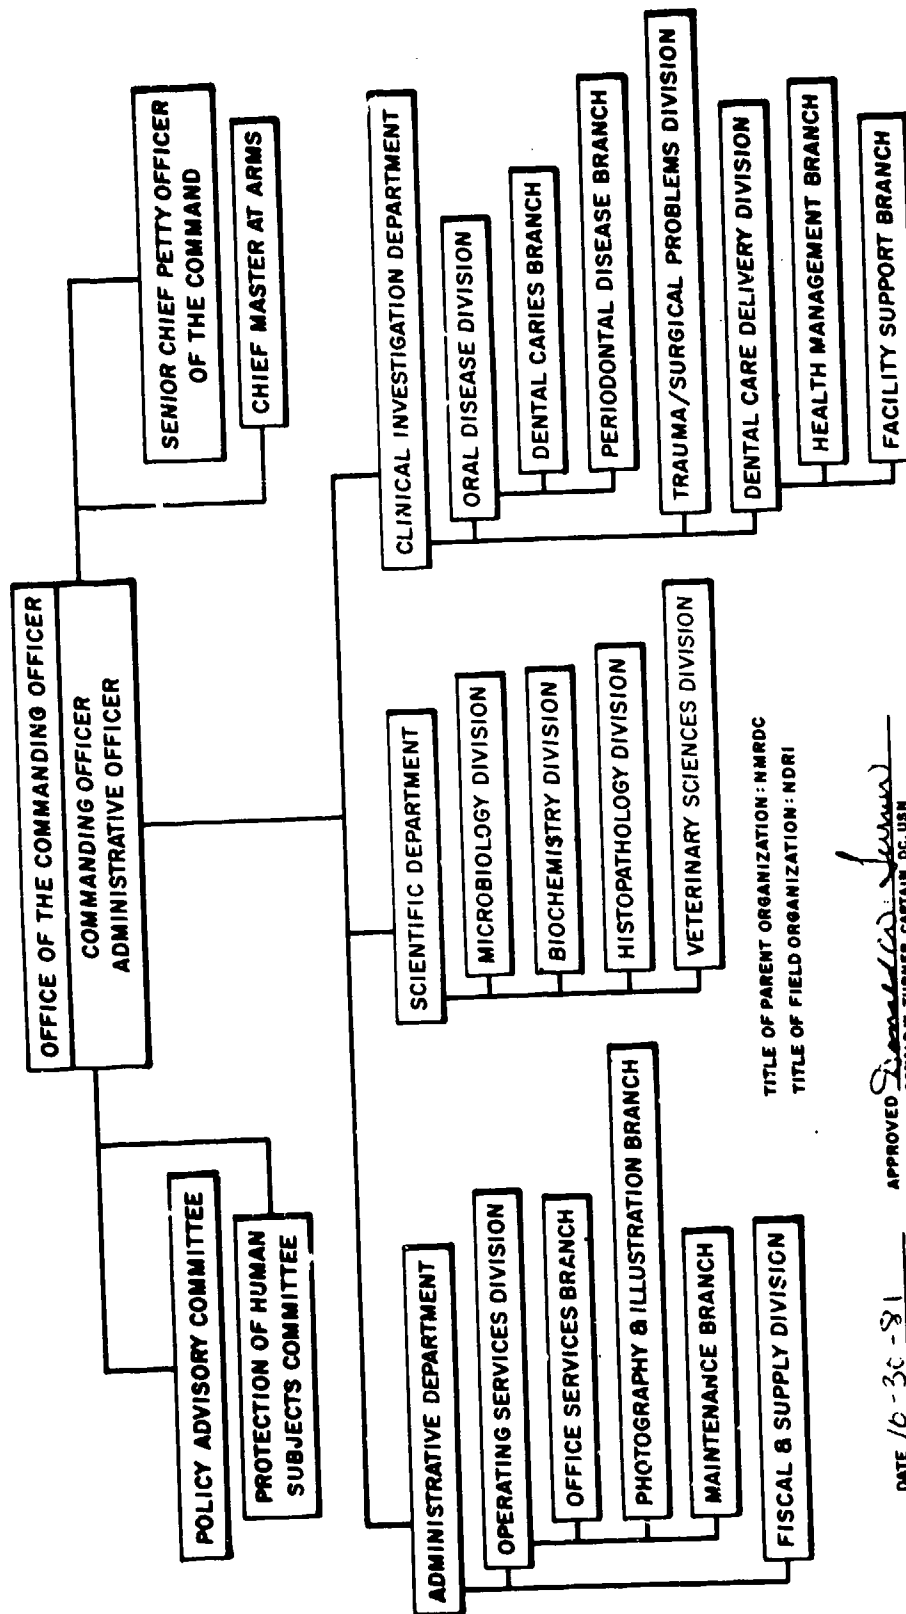 OFFICE OF THE COMMANDING OFFICER
COMMANDING OFFICER
ADMINISTRATIVE OFFICER
POLICY ADVISORY COMMITTEE
PROTECTION OF HUMAN
SUBJECTS COMMITTEE
SENIOR CHIEF PETTY OFFICER
OF THE COMMAND
CHIEF MASTER AT ARMS
ADMINISTRATIVE DEPARTMENT
OPERATING SERVICES DIVISION
OFFICE SERVICES BRANCH
PHOTOGRAPHY & ILLUSTRATION BRANCH
MAINTENANCE BRANCH
FISCAL & SUPPLY DIVISION
SCIENTIFIC DEPARTMENT
MICROBIOLOGY DIVISION
BIOCHEMISTRY DIVISION
HISTOPATHOLOGY DIVISION
VETERINARY SCIENCES DIVISION
CLINICAL INVESTIGATION DEPARTMENT
ORAL DISEASE DIVISION
DENTAL CARIES BRANCH
PERIODONTAL DISEASE BRANCH
TRAUMA/SURGICAL PROBLEMS DIVISION
DENTAL CARE DELIVERY DIVISION
HEALTH MANAGEMENT BRANCH
FACILITY SUPPORT BRANCH
TITLE OF PARENT ORGANIZATION: NMRDC
TITLE OF FIELD ORGANIZATION: NDRI
DATE 10-30-81
APPROVED
TURNER, CAPTAIN, DC, USN